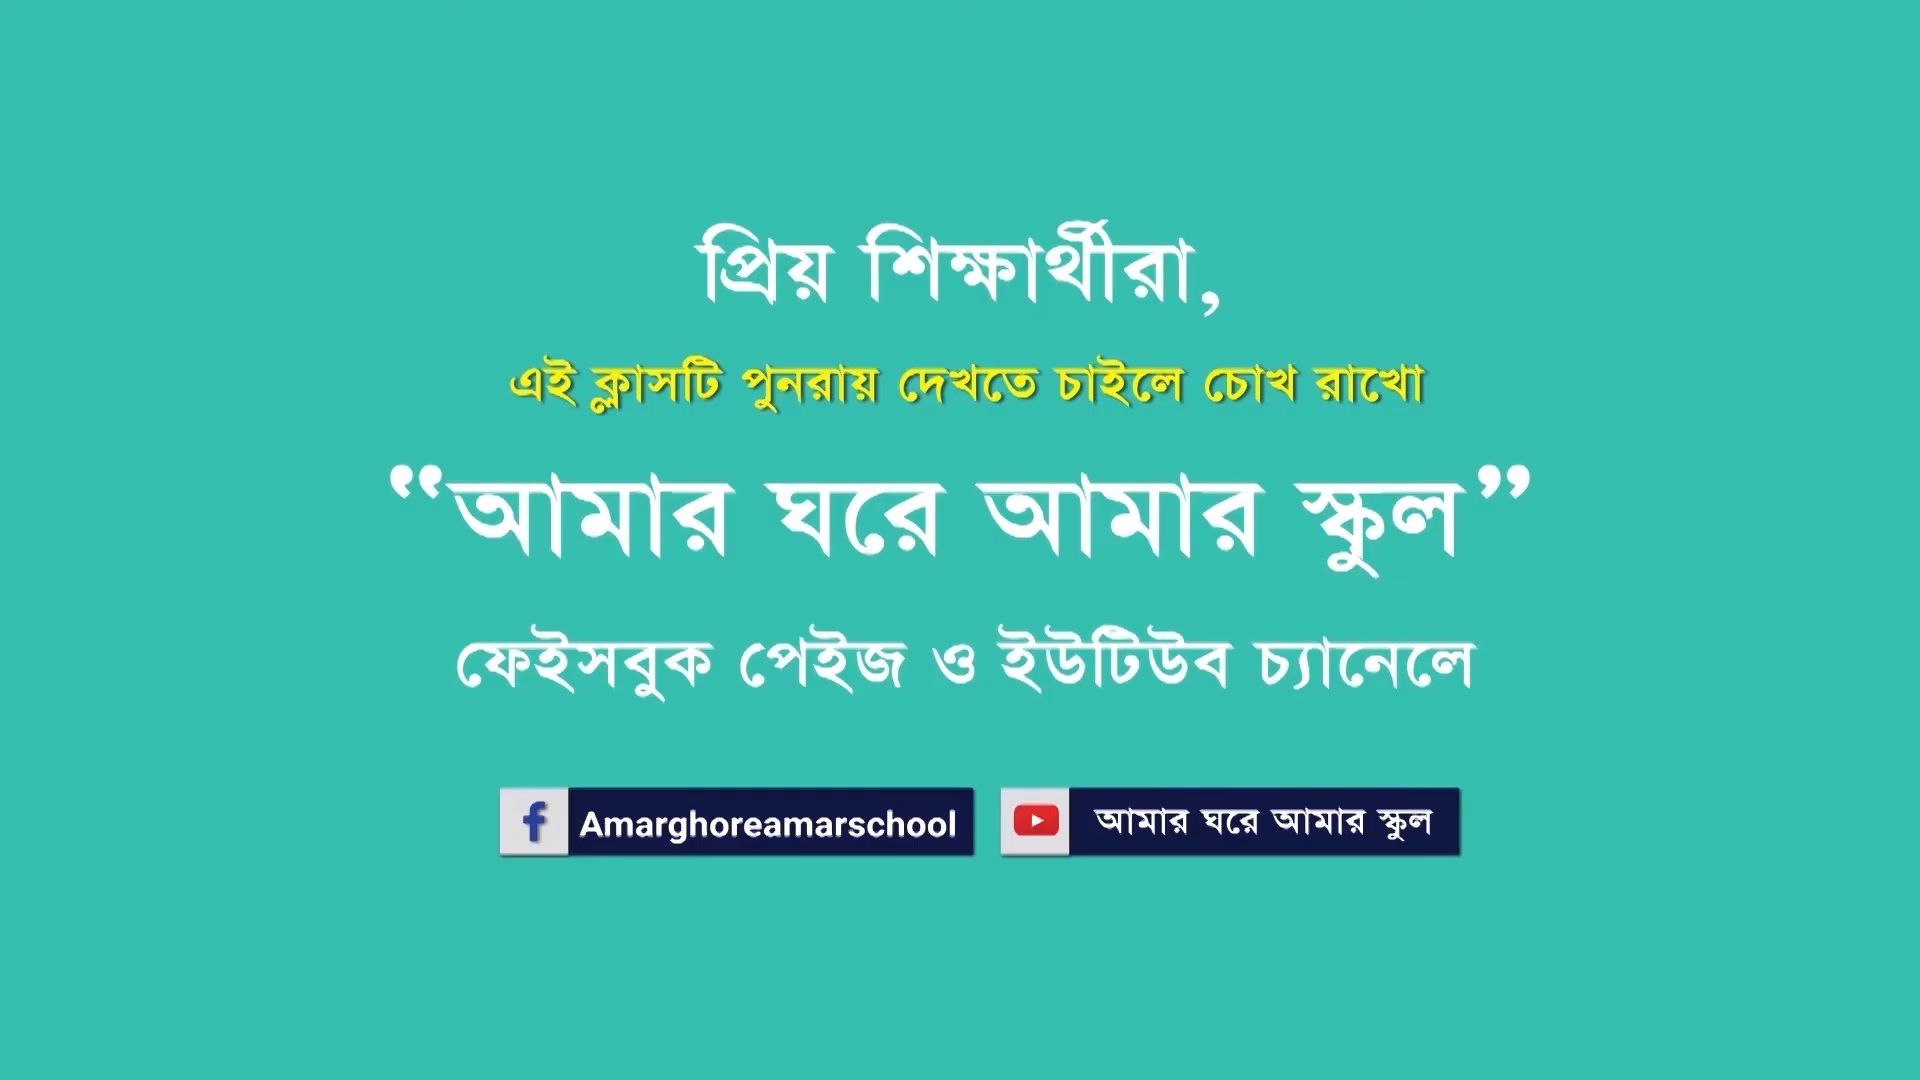 প্রিয় শিক্ষার্থীরা,
এই ক্লাসটি পুনরায় দেখতে চাইলে চোখ রাখো
“আমার ঘরে আমার স্কুল”
ফেইসবুক পেইজ ও ইউটিউব চ্যানেলে
Amarghoreamarschool
আমার ঘরে আমার স্কুল